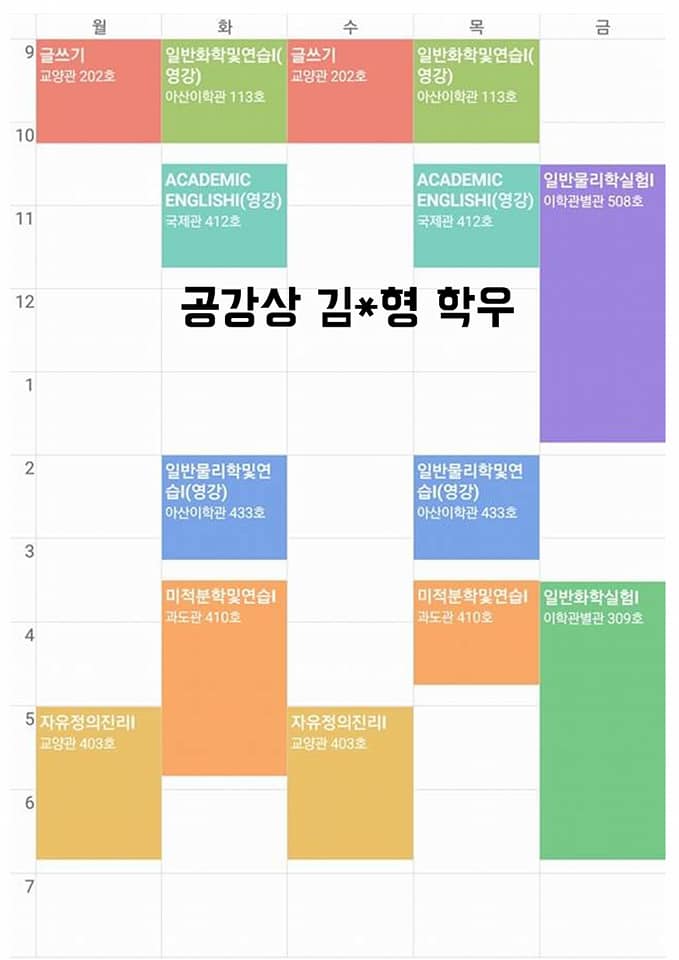 월 화 수 목 금
9
글쓰기
교양관 202호
일반화학및연습I(
영강)
아산이학관 113호
글쓰기
교양관 202호
일반화학및연습I(
영강)
아산이학관 113호
10
ACADEMIC
ENGLISHI(영강)
국제관 412호
ACADEMIC
ENGLISHI(영강)
국제관 412호
일반물리학실험I
이학관별관 508호
11
12
공강상 김*형 학우
1
2
일반물리학및연
습I(영강)
아산이학관 433호
일반물리학및연
습I(영강)
아산이학관 433호
3
미적분학및연습I
과도관 410호
미적분학및연습I
과도관 410호
일반화학실험I
이학관별관 309호
4
5
자유정의진리I
교양관 403호
자유정의진리I
교양관 403호
6
7